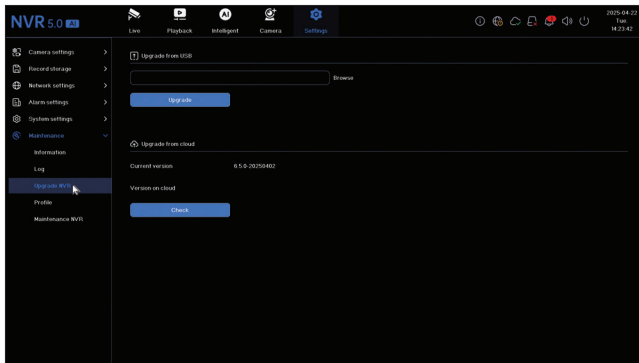 NVR 5.0 AI
Live
Playback
AI
Intelligent
Camera
Settings
2025-04-22
Tue.
14:23:42
Camera settings
Record storage
Network settings
Alarm settings
System settings
Maintenance
Information
Log
Upgrade NVR
Profile
Maintenance NVR
Upgrade from USB
Browse
Upgrade
Upgrade from cloud
Current version 6.5.0-20250402
Version on cloud
Check